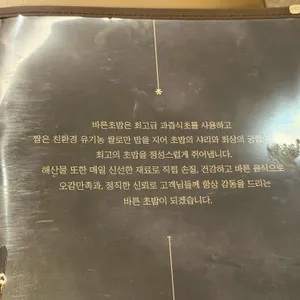 바른초밥은 최고급 과즙식초를 사용하고
짧은 친환경 유기농 쌀로만 밥을 지어 초밥의 샤리와 최상의 궁합
최고의 초밥을 정성스럽게 쥐어냅니다.
해산물 또한 매일 신선한 재료로 직접 손질, 건강하고 바른 음식으로
오감만족과, 정직한 신뢰로 고객님들께 항상 감동을 드리는
바른 초밥이 되겠습니다.